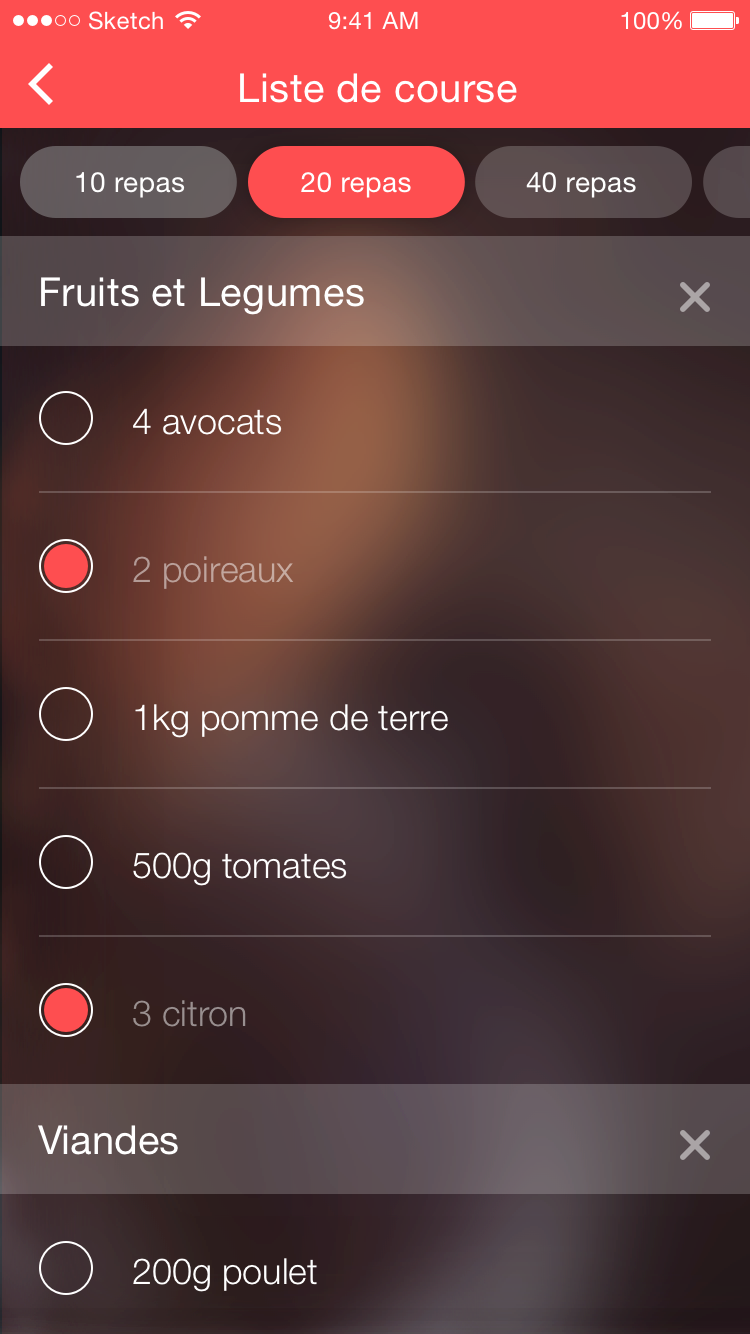 Sketch 9:41 AM 100%
Liste de course
10 repas 20 repas 40 repas
Fruits et Legumes
4 avocats
2 poireaux
1kg pomme de terre
500g tomates
3 citron
Viandes
200g poulet